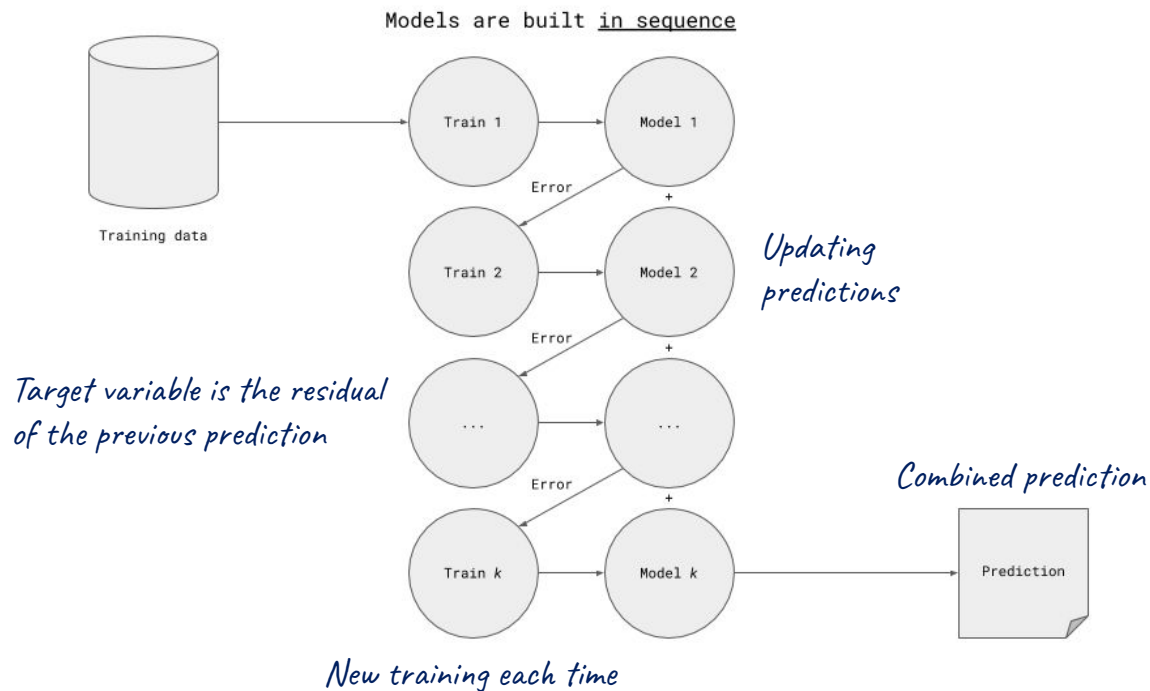 Models are built in sequence
Train 1
Model 1
Error
+
Training data
Train 2
Model 2
Updating
predictions
Error
+
Target variable is the residual
of the previous prediction
...
...
Error
+
Combined prediction
Train k
Model k
Prediction
New training each time